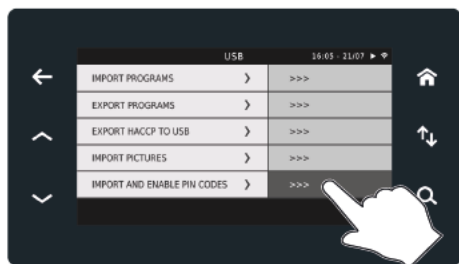 USB 16:05 - 21/07
IMPORT PROGRAMS >>>
EXPORT PROGRAMS >>>
EXPORT HACCP TO USB >>>
IMPORT PICTURES >>>
IMPORT AND ENABLE PIN CODES >>>